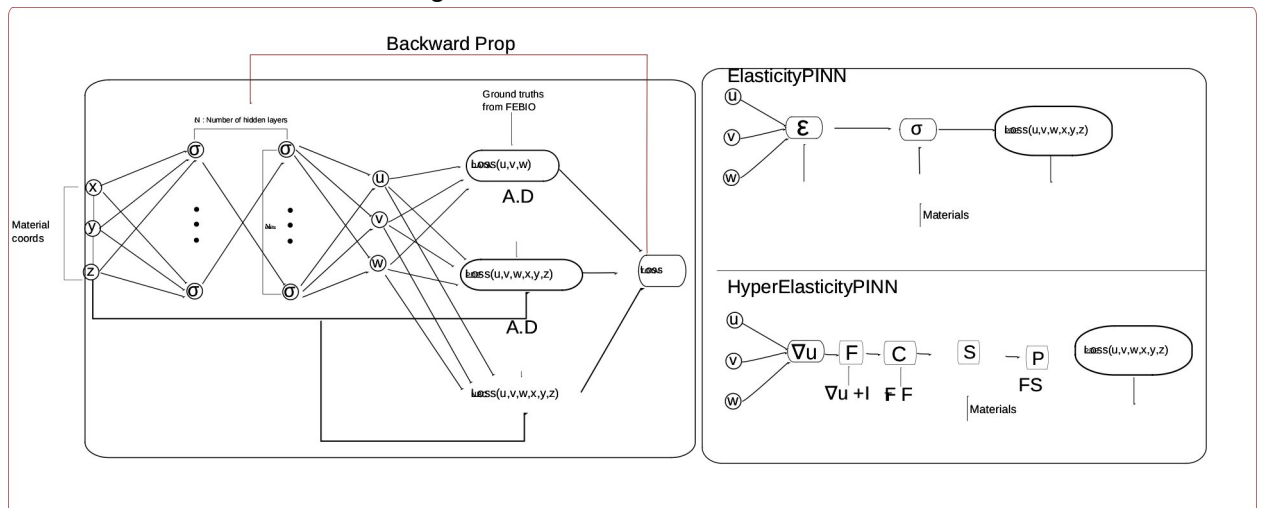 Backward Prop
Ground truths
from FEBIO
N : Number of hidden layers
σ
σ
x
y
z
Material
coords
u
v
w
Loss(u,v,w)
A.D
Loss(u,v,w,x,y,z)
Loss
σ
σ
A.D
Loss(u,v,w,x,y,z)
ElasticityPINN
u
v
w
ε
σ
Loss(u,v,w,x,y,z)
Materials
HyperElasticityPINN
u
v
w
∇u
F
C
S
P
Loss(u,v,w,x,y,z)
∇u +I
F F
FS
Materials